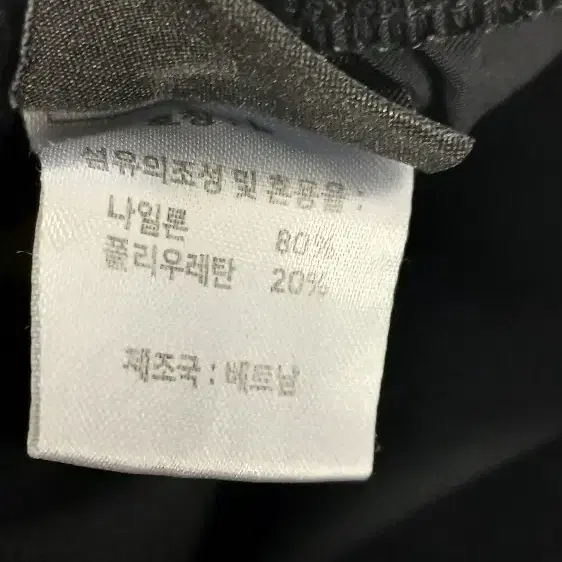 섬유의조성 및 혼용율 :
나일론 80%
폴리우레탄 20%
제조국 : 베트남